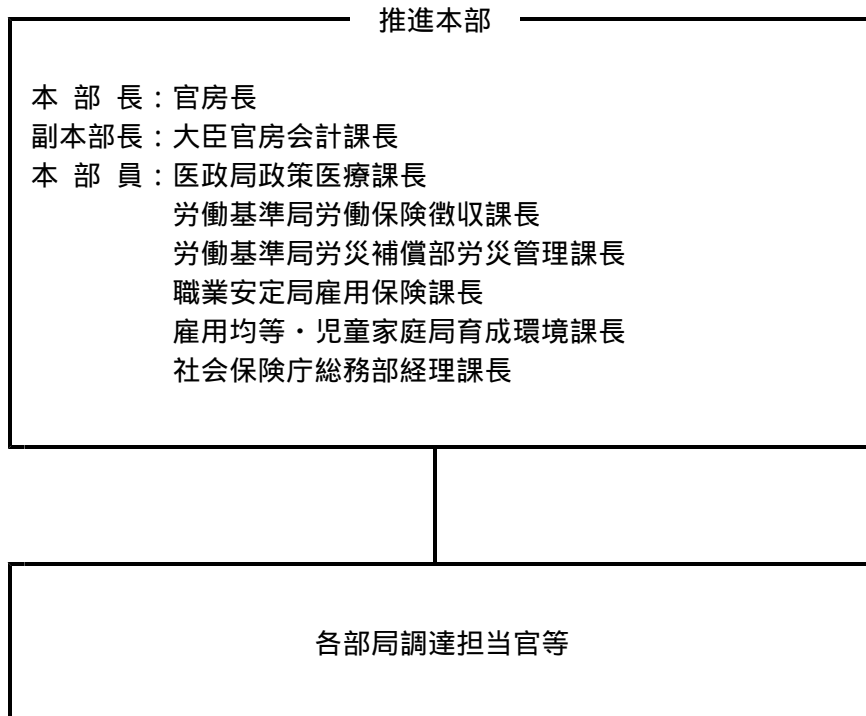 推進本部
本 部 長：官房長
副本部長：大臣官房会計課長
本 部 員：医政局政策医療課長
労働基準局労働保険徴収課長
労働基準局労災補償部労災管理課長
職業安定局雇用保険課長
雇用均等・児童家庭局育成環境課長
社会保険庁総務部経理課長
各部局調達担当官等